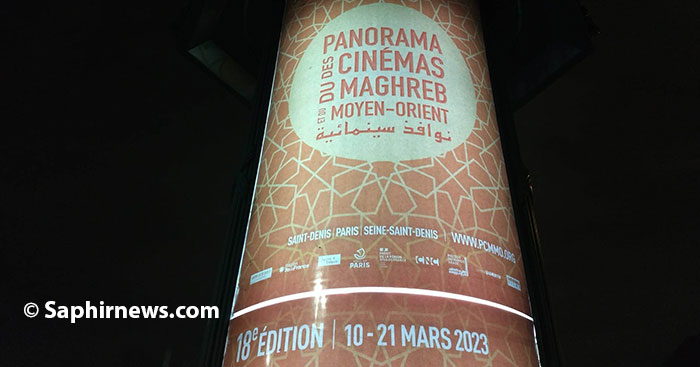 PANORAMA
DES CINÉMAS
DU MAGHREB
ET DU MOYEN-ORIENT
نوافذ سينمائية
SAINT-DENIS | PARIS | SEINE-SAINT-DENIS | WWW.PCMMO.ORG
PARIS
CNC
© Saphirnews.com
18e ÉDITION | 10 - 21 MARS 2023